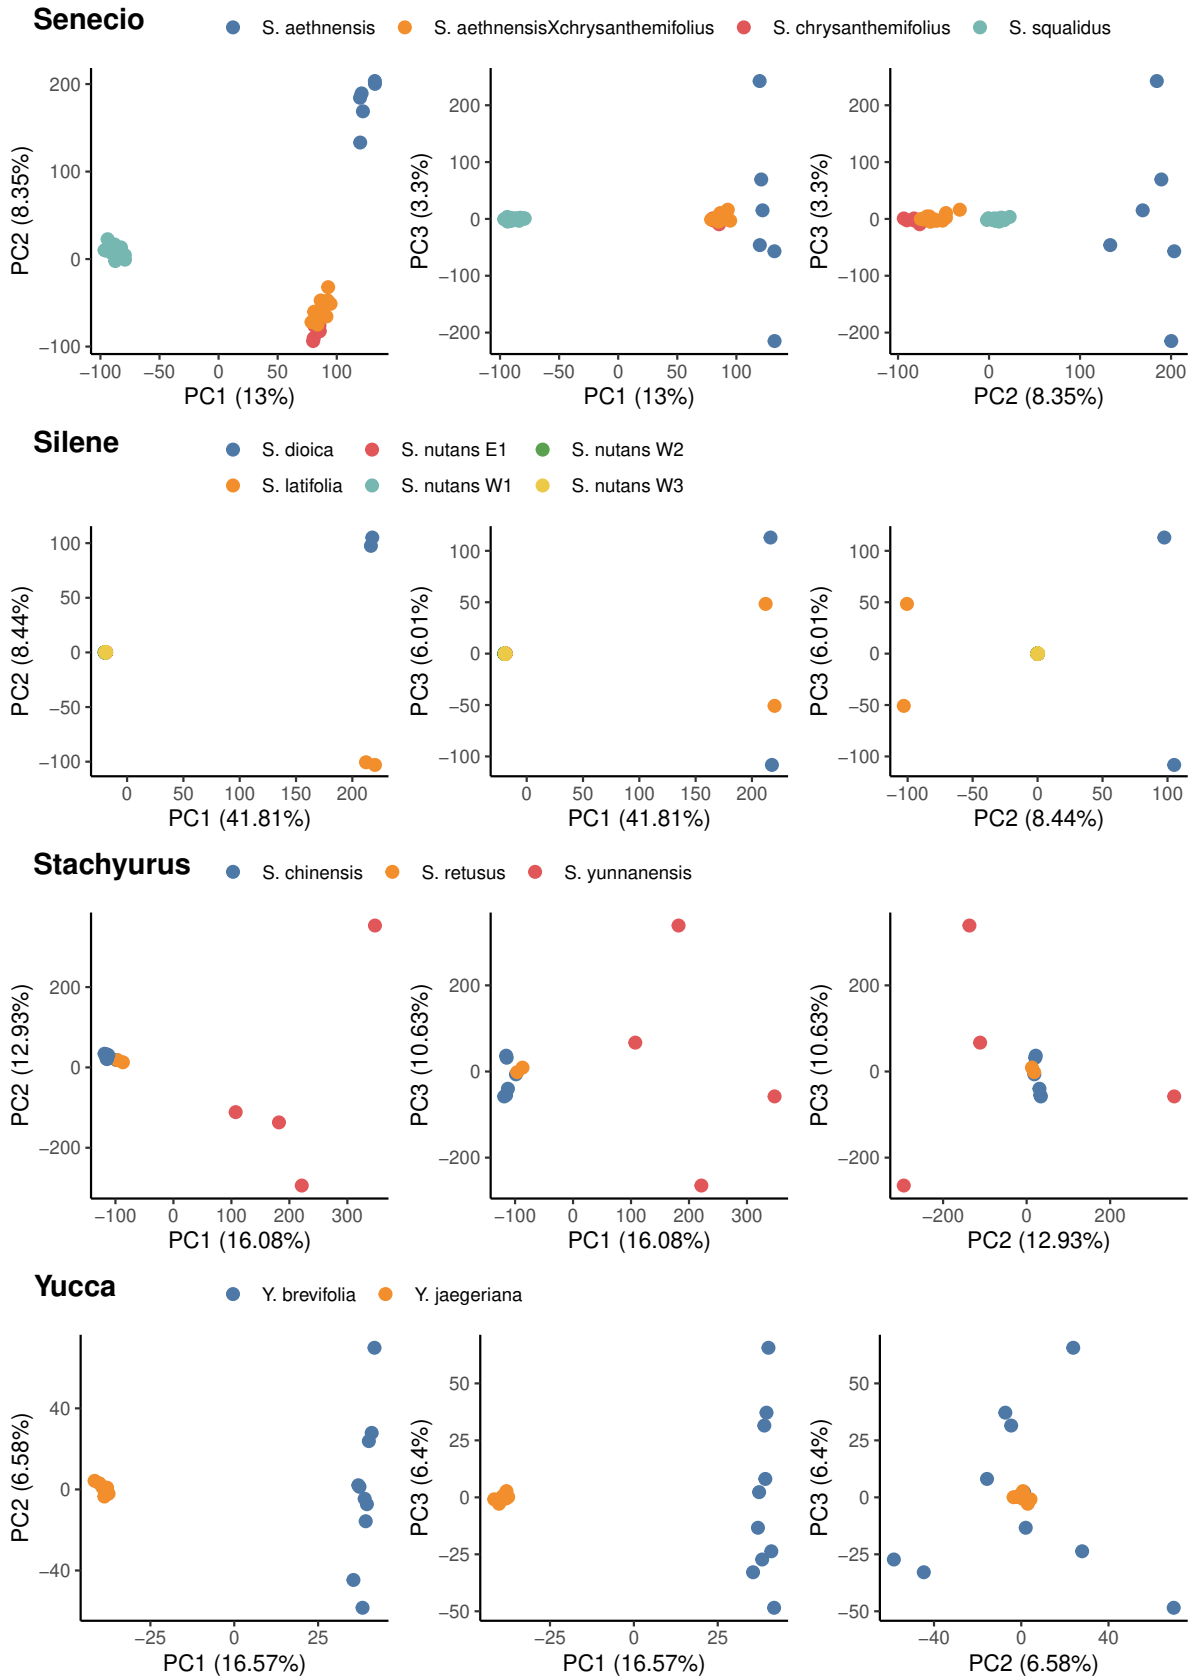 Senecio
S. aethnensis S. aethnensisXchrysanthemifolius S. chrysanthemifolius S. squalidus
200
100
0
−100
PC2 (8.35%)
−100 −50 0 50 100
PC1 (13%)
200
100
0
−100
−200
PC3 (3.3%)
−100 −50 0 50 100
PC1 (13%)
200
100
0
−100
−200
PC3 (3.3%)
−100 0 100 200
PC2 (8.35%)
Silene
S. dioica S. nutans E1 S. nutans W2
S. latifolia S. nutans W1 S. nutans W3
100
50
0
−50
−100
PC2 (8.44%)
0 50 100 150 200
PC1 (41.81%)
100
50
0
−50
−100
PC3 (6.01%)
0 50 100 150 200
PC1 (41.81%)
100
50
0
−50
−100
PC3 (6.01%)
−100 −50 0 50 100
PC2 (8.44%)
Stachyurus
S. chinensis S. retusus S. yunnanensis
200
0
−200
PC2 (12.93%)
−100 0 100 200 300
PC1 (16.08%)
200
0
−200
PC3 (10.63%)
−100 0 100 200 300
PC1 (16.08%)
200
0
−200
PC3 (10.63%)
−200 0 200
PC2 (12.93%)
Yucca
Y. brevifolia Y. jaegeriana
40
0
−40
PC2 (6.58%)
−25 0 25
PC1 (16.57%)
50
25
0
−25
−50
PC3 (6.4%)
−25 0 25
PC1 (16.57%)
50
25
0
−25
−50
PC3 (6.4%)
−40 0 40
PC2 (6.58%)